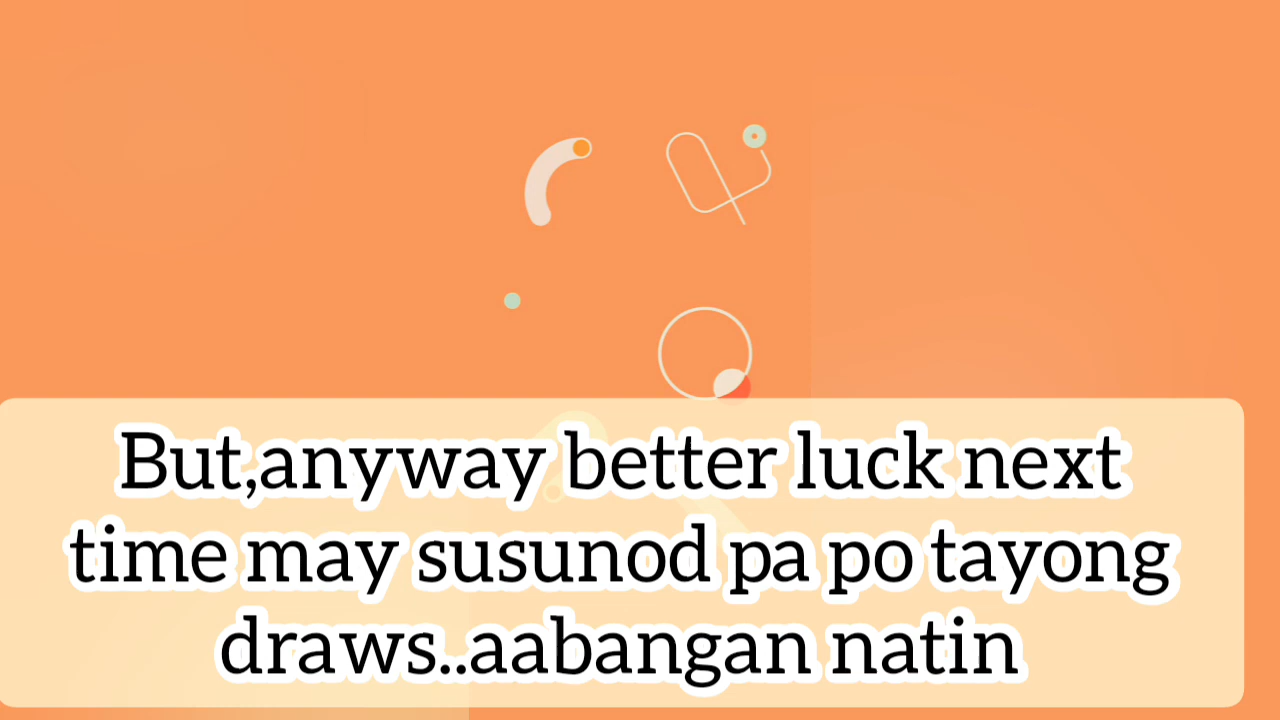 But,anyway better luck next
time may susunod pa po tayong
draws..aabangan natin